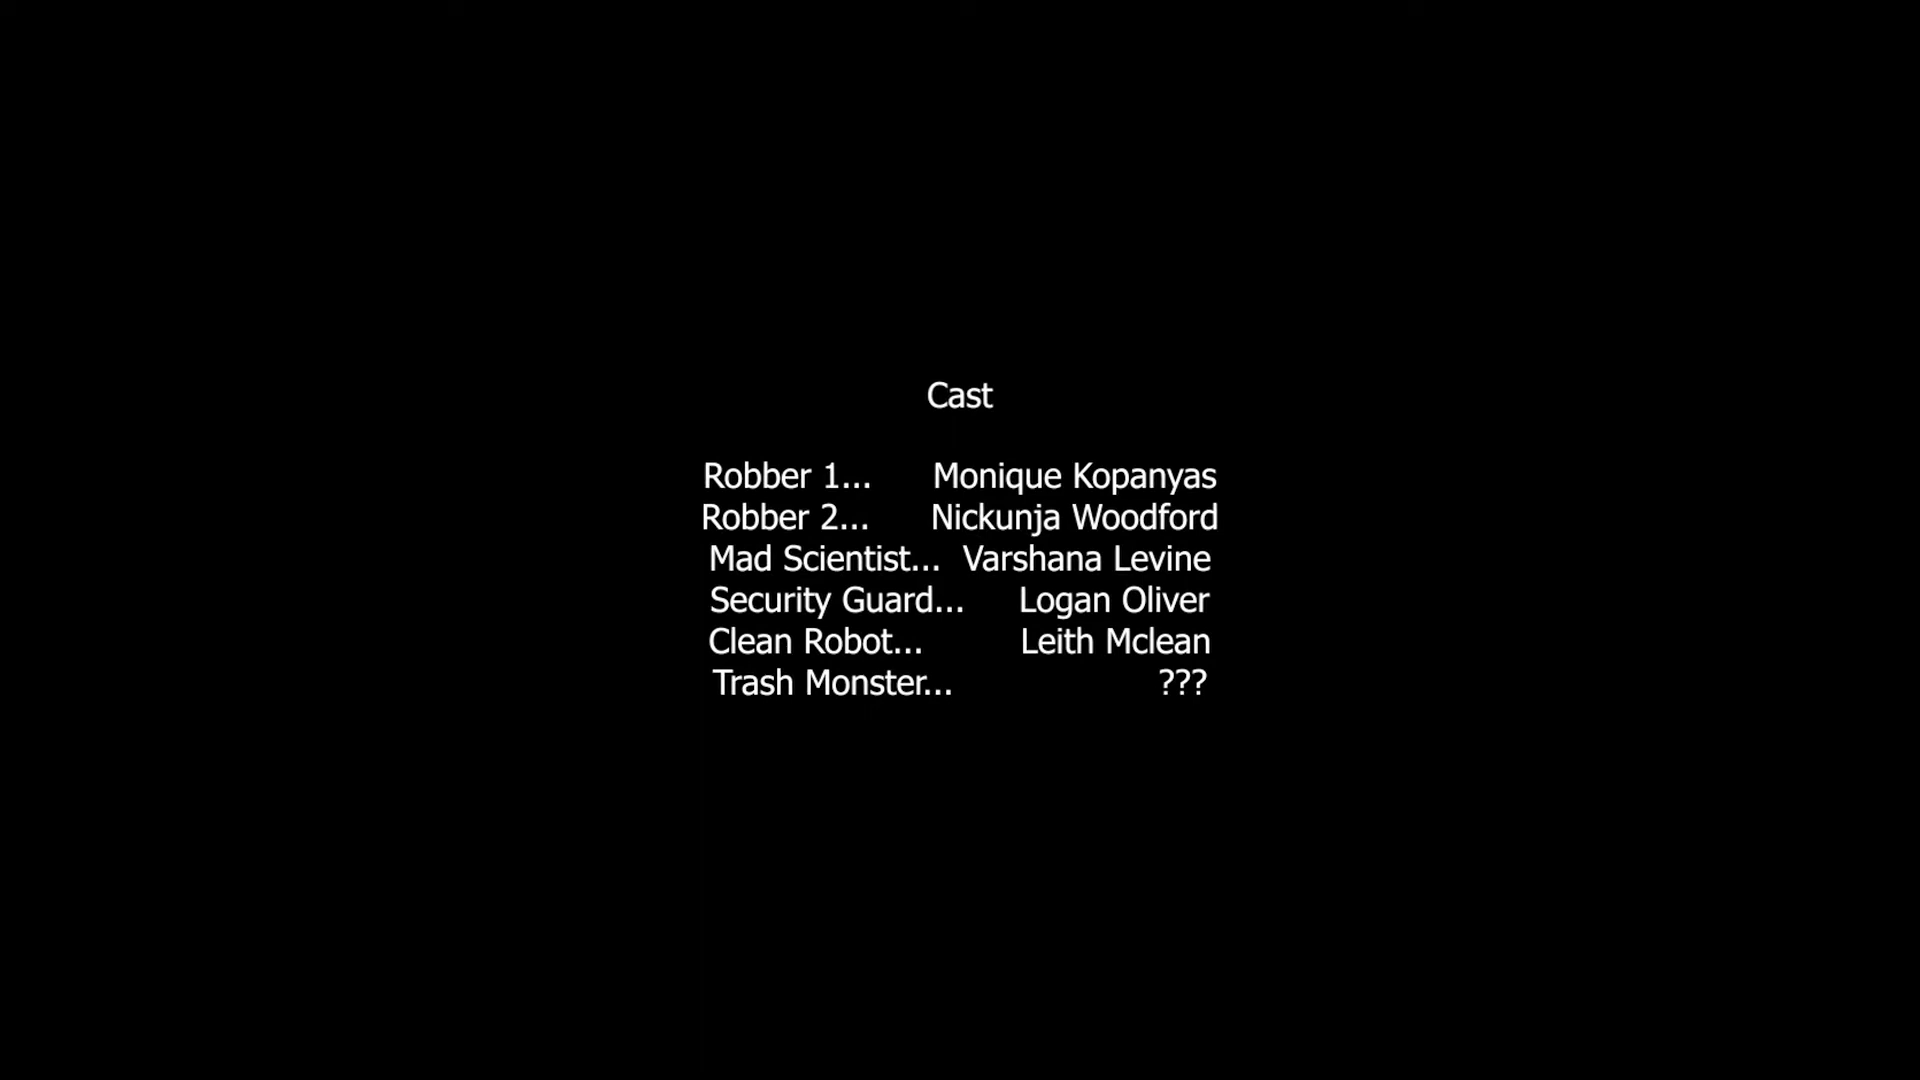 Cast
Robber 1... Monique Kopanyas
Robber 2... Nickunja Woodford
Mad Scientist... Varshana Levine
Security Guard... Logan Oliver
Clean Robot... Leith Mclean
Trash Monster... ???